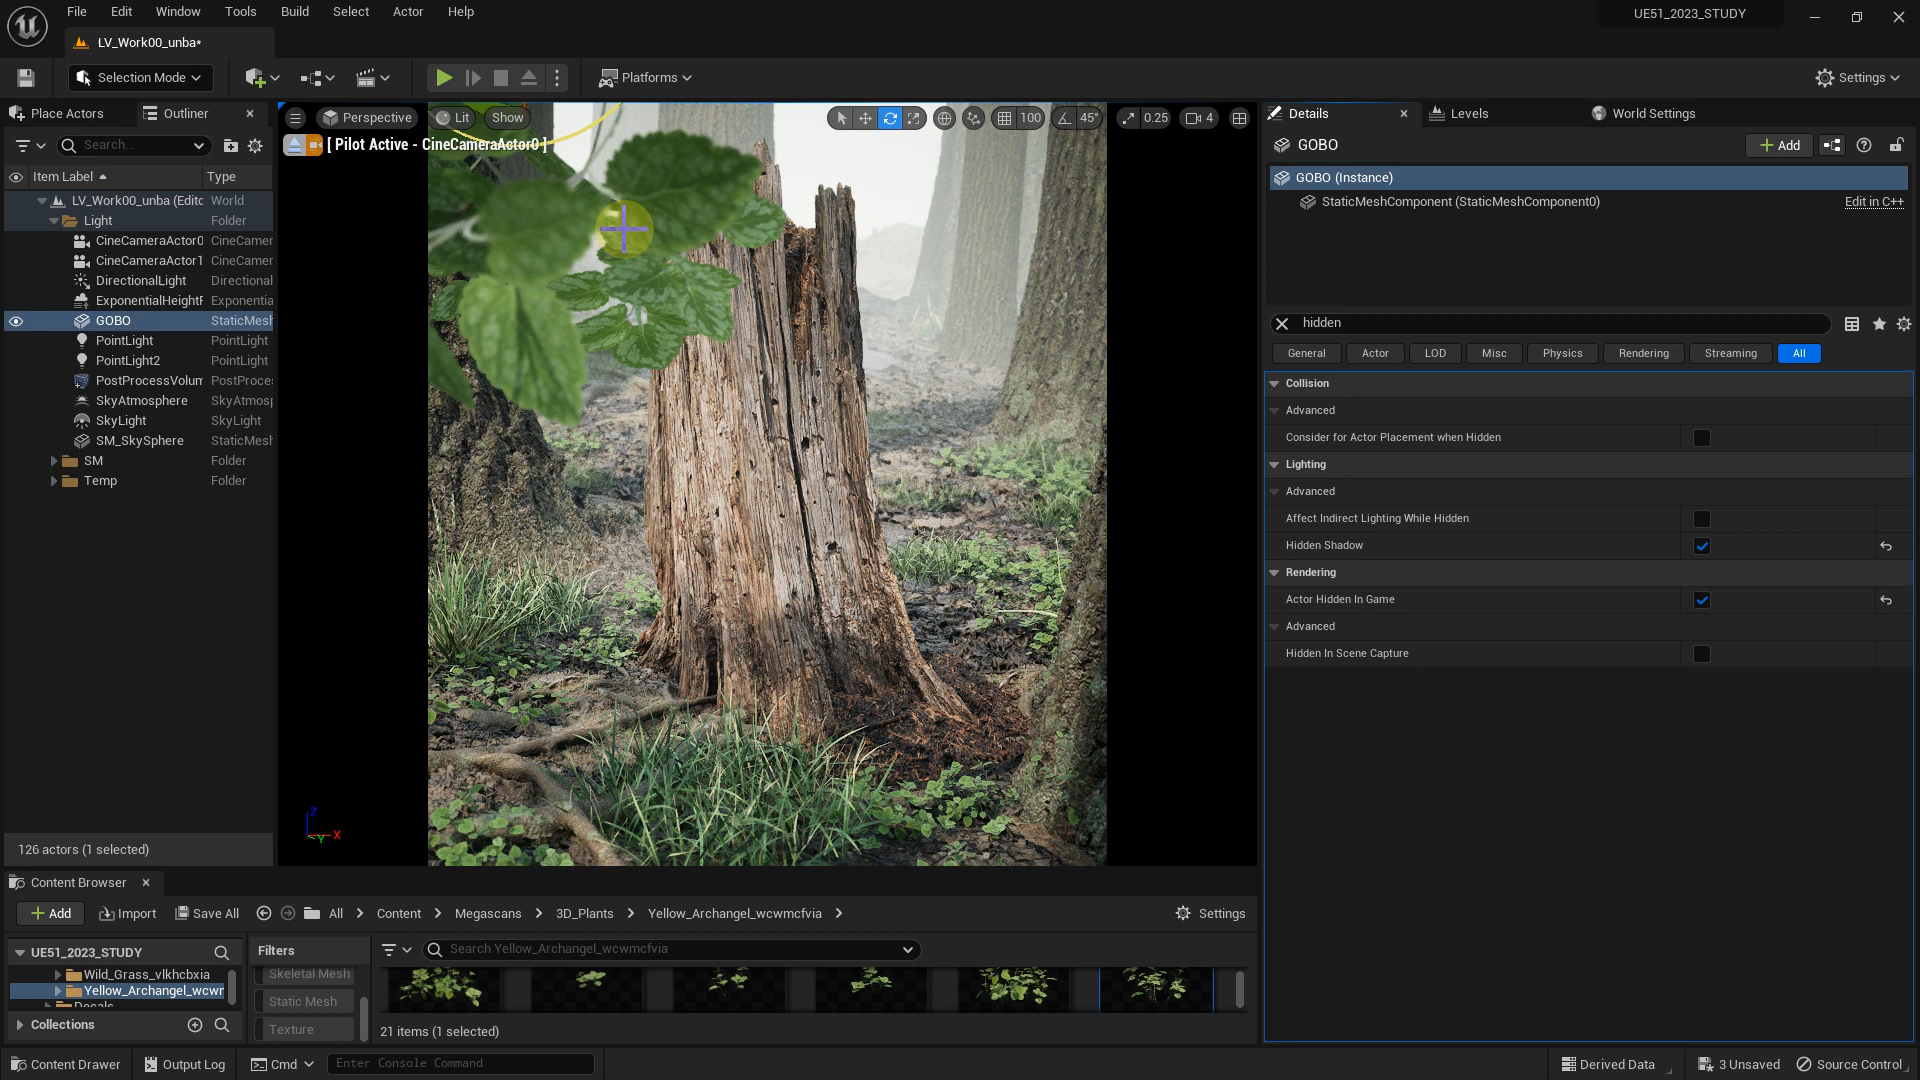 File Edit Window Tools Build Select Actor Help
UE51_2023_STUDY
LV_Work00_unba*
Selection Mode
Platforms
Settings
Place Actors
Outliner
Search...
Item Label
Type
LV_Work00_unba (Edito World
Light Folder
CineCameraActor0 CineCamer
CineCameraActor1 CineCamer
DirectionalLight Directional
ExponentialHeightF Exponentia
GOBO StaticMesh
PointLight PointLight
PointLight2 PointLight
PostProcessVolum PostProces
SkyAtmosphere SkyAtmosp
SkyLight SkyLight
SM_SkySphere StaticMesh
SM Folder
Temp Folder
126 actors (1 selected)
Perspective Lit Show
100 45° 0.25 4
[ Pilot Active - CineCameraActor0 ]
Z
X
Y
Details
Levels
World Settings
GOBO
Add
GOBO (Instance)
StaticMeshComponent (StaticMeshComponent0) Edit in C++
hidden
General Actor LOD Misc Physics Rendering Streaming All
Collision
Advanced
Consider for Actor Placement when Hidden
Lighting
Advanced
Affect Indirect Lighting While Hidden
Hidden Shadow
Rendering
Actor Hidden In Game
Advanced
Hidden In Scene Capture
Content Browser
Add Import Save All All Content Megascans 3D_Plants Yellow_Archangel_wcwmcfvia Settings
UE51_2023_STUDY
Wild_Grass_vlkhcbxia
Yellow_Archangel_wcwr
Decals
Collections
Filters
Skeletal Mesh
Static Mesh
Texture
Search Yellow_Archangel_wcwmcfvia
21 items (1 selected)
Content Drawer Output Log Cmd Enter Console Command
Derived Data 3 Unsaved Source Control